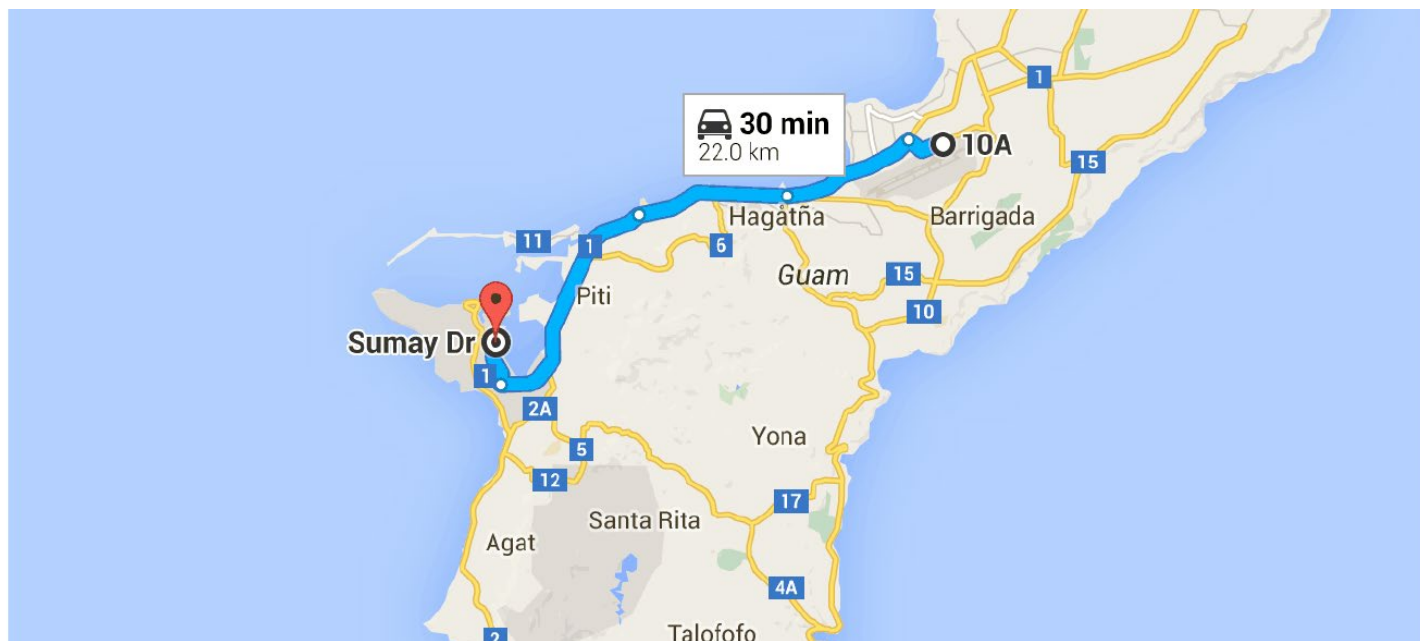 1
30 min
22.0 km
10A
15
Hagåtña
Barrigada
11
1
6
Guam
15
Piti
10
Sumay Dr
1
2A
Yona
5
12
17
Santa Rita
Agat
4A
2
Talofofo